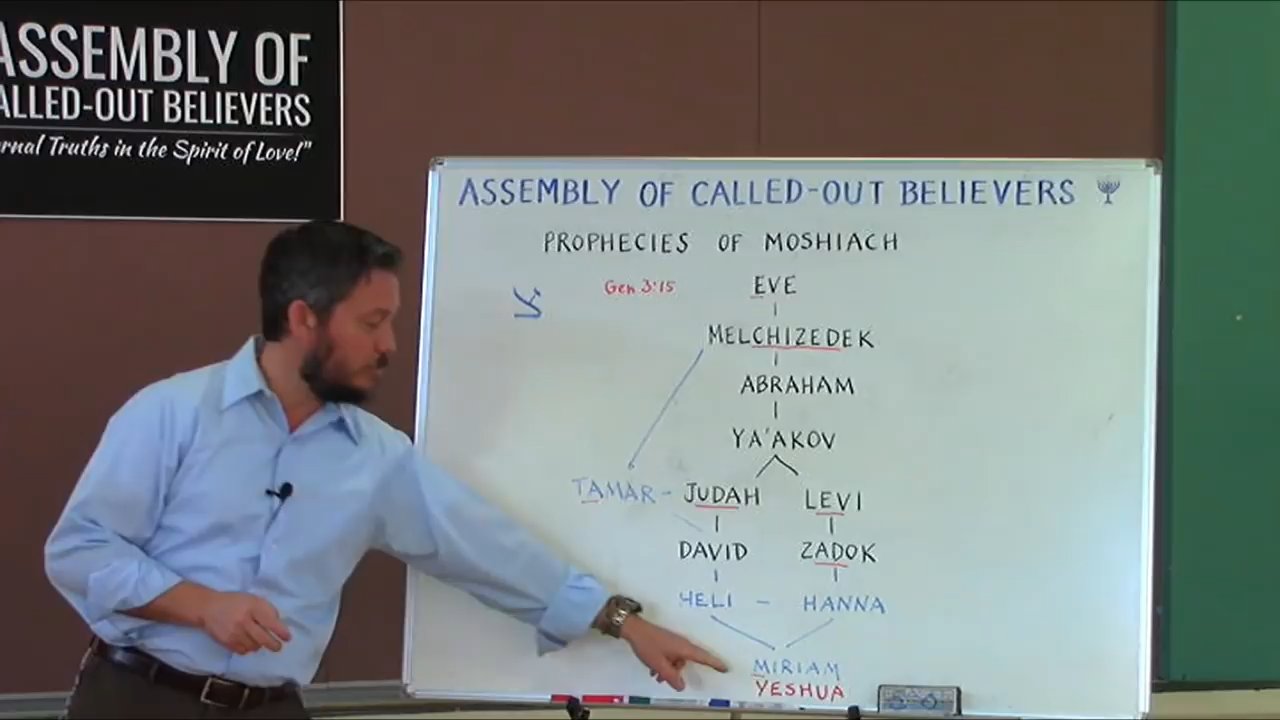 ASSEMBLY OF
ALLED-OUT BELIEVERS
rnal Truths in the Spirit of Love!"
ASSEMBLY OF CALLED-OUT BELIEVERS
PROPHECIES OF MOSHIACH
Gen 3:15 EVE
MELCHIZEDEK
ABRAHAM
YA'AKOV
TAMAR - JUDAH LEVI
DAVID ZADOK
HELI - HANNA
MIRIAM
YESHUA